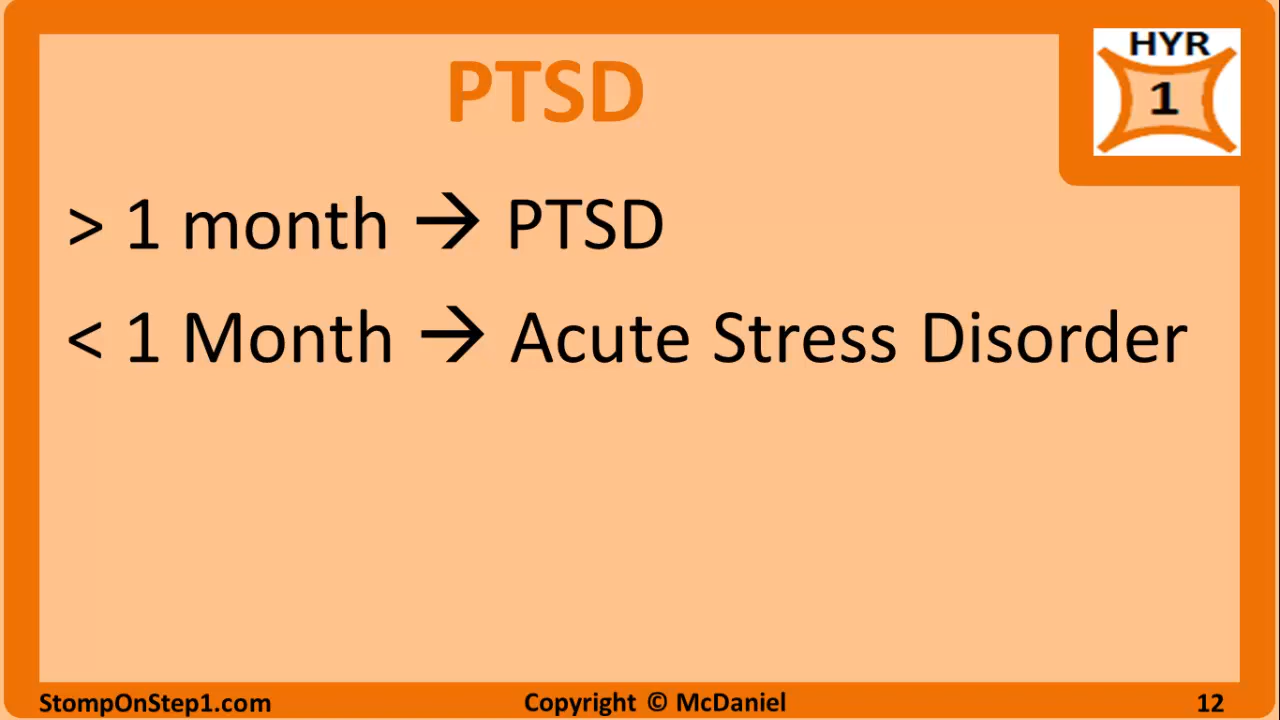 HYR
1
PTSD
> 1 month → PTSD
< 1 Month → Acute Stress Disorder
StompOnStep1.com
Copyright © McDaniel
12